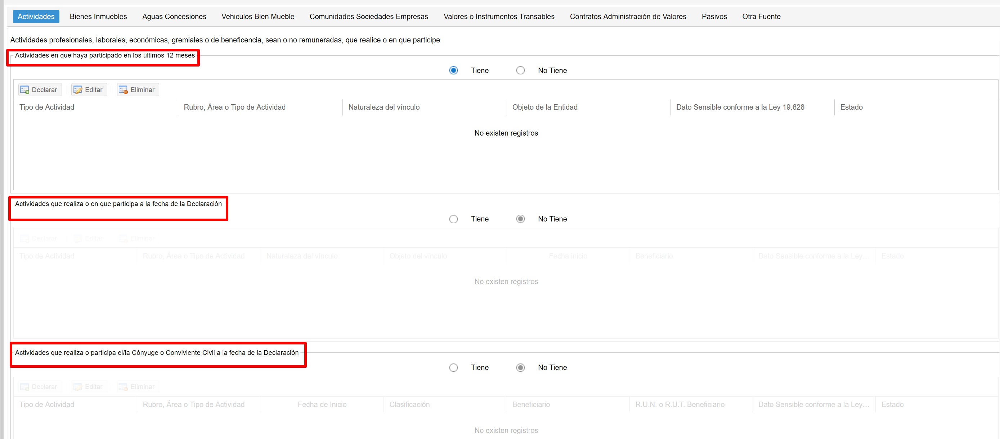 Actividades Bienes Inmuebles Aguas Concesiones Vehiculos Bien Mueble Comunidades Sociedades Empresas Valores o Instrumentos Transables Contratos Administración de Valores Pasivos Otra Fuente
Actividades profesionales, laborales, económicas, gremiales o de beneficencia, sean o no remuneradas, que realice o en que participe
Actividades en que haya participado en los últimos 12 meses
Tiene No Tiene
Declarar Editar Eliminar
Tipo de Actividad Rubro, Área o Tipo de Actividad Naturaleza del vínculo Objeto de la Entidad Dato Sensible conforme a la Ley 19.628 Estado
No existen registros
Actividades que realiza o en que participa a la fecha de la Declaración
Tiene No Tiene
Declarar Editar Eliminar
Tipo de Actividad Rubro, Área o Tipo de Actividad Naturaleza del vínculo Objeto del vínculo Fecha inicio Beneficiario Dato Sensible conforme a la Ley... Estado
No existen registros
Actividades que realiza o participa el/la Cónyuge o Conviviente Civil a la fecha de la Declaración
Tiene No Tiene
Declarar Editar Eliminar
Tipo de Actividad Rubro, Área o Tipo de Actividad Fecha de Inicio Clasificación Beneficiario R.U.N. o R.U.T. Beneficiario Dato Sensible conforme a la Ley... Estado
No existen registros